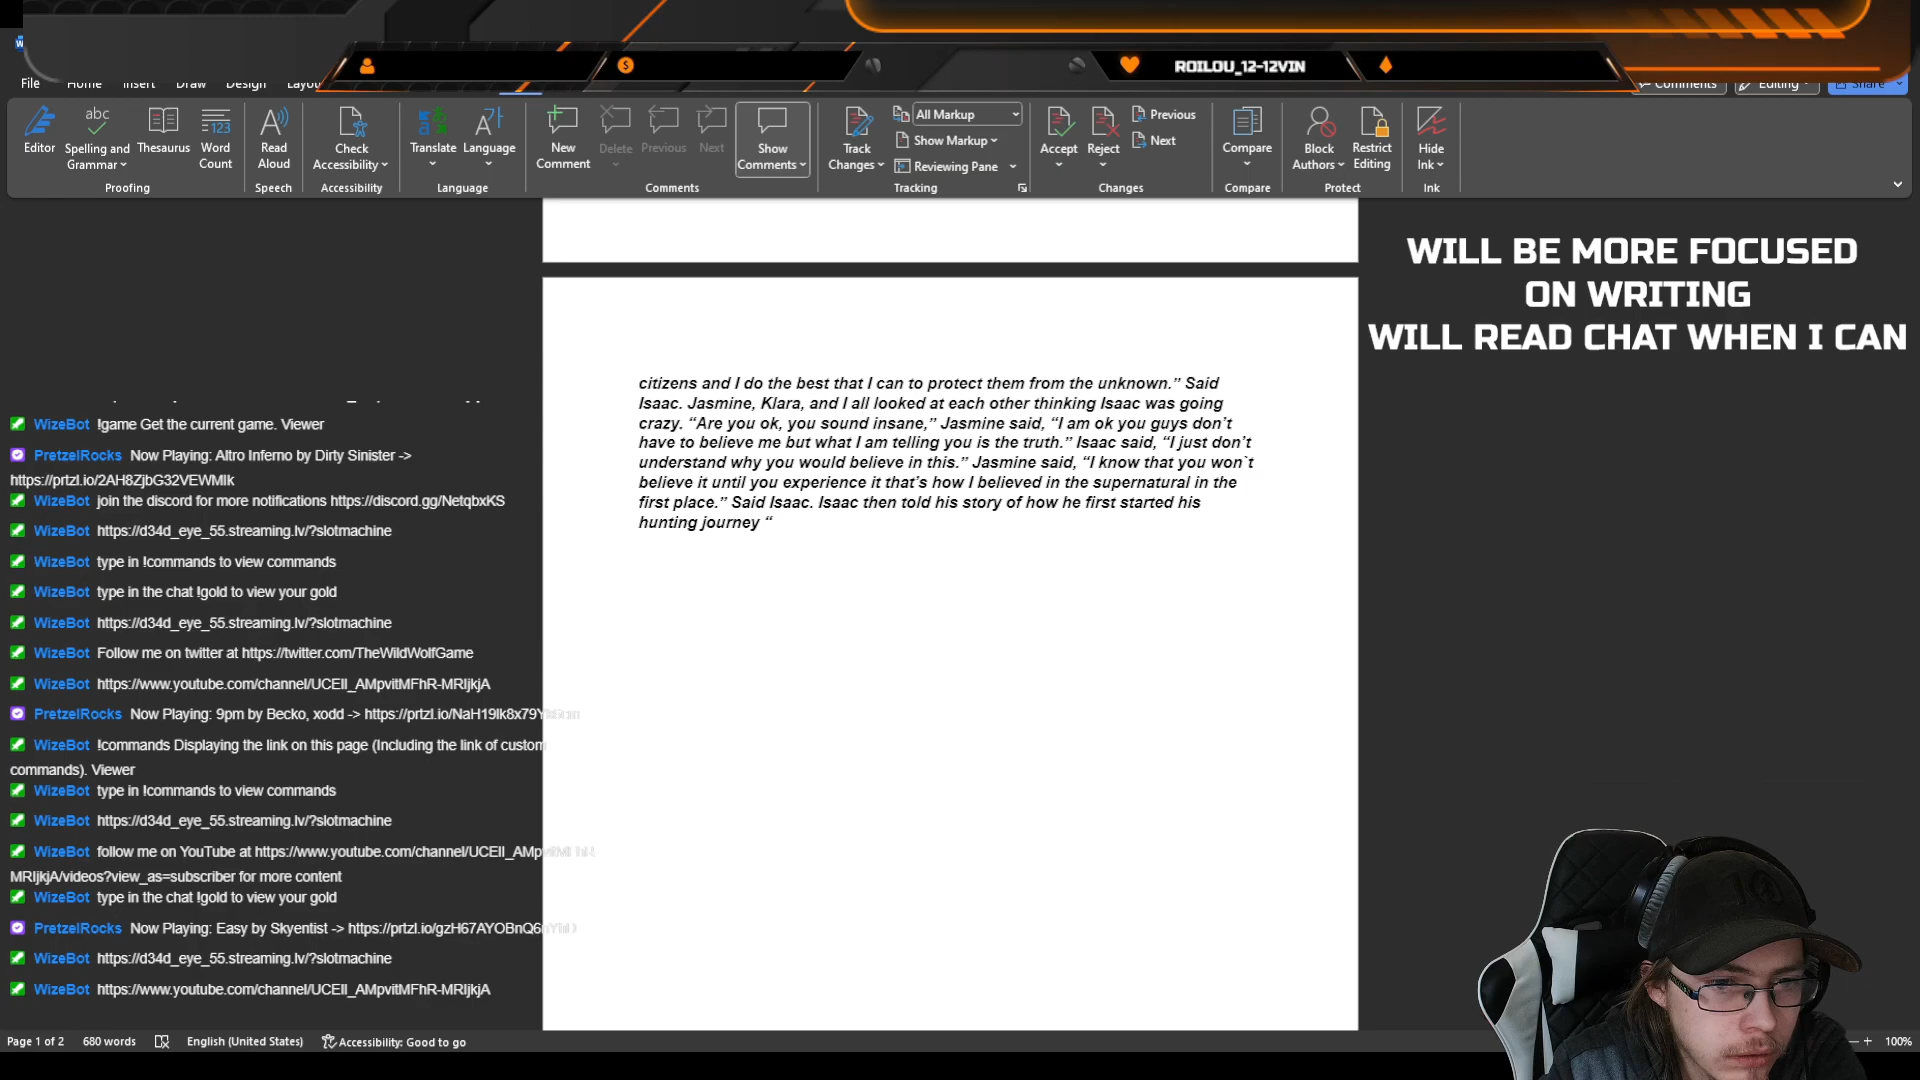 ROILOU_12-12VIN
File Home Insert Draw Design Layou
Comments Editing Share
Editor
Spelling and Grammar
Thesaurus
Word Count
Proofing
Read Aloud
Speech
Check Accessibility
Accessibility
Translate
Language
Language
New Comment
Delete
Previous
Next
Show Comments
Comments
Track Changes
All Markup
Show Markup
Reviewing Pane
Tracking
Accept
Reject
Previous
Next
Changes
Compare
Compare
Block Authors
Restrict Editing
Protect
Hide Ink
Ink
WILL BE MORE FOCUSED
ON WRITING
WILL READ CHAT WHEN I CAN
citizens and I do the best that I can to protect them from the unknown.” Said
Isaac. Jasmine, Klara, and I all looked at each other thinking Isaac was going
crazy. “Are you ok, you sound insane,” Jasmine said, “I am ok you guys don’t
have to believe me but what I am telling you is the truth.” Isaac said, “I just don’t
understand why you would believe in this.” Jasmine said, “I know that you won`t
believe it until you experience it that’s how I believed in the supernatural in the
first place.” Said Isaac. Isaac then told his story of how he first started his
hunting journey “
WizeBot !game Get the current game. Viewer
PretzelRocks Now Playing: Altro Inferno by Dirty Sinister ->
https://prtzl.io/2AH8ZjbG32VEWMlk
WizeBot join the discord for more notifications https://discord.gg/NetqbxKS
WizeBot https://d34d_eye_55.streaming.lv/?slotmachine
WizeBot type in !commands to view commands
WizeBot type in the chat !gold to view your gold
WizeBot https://d34d_eye_55.streaming.lv/?slotmachine
WizeBot Follow me on twitter at https://twitter.com/TheWildWolfGame
WizeBot https://www.youtube.com/channel/UCEIl_AMpvitMFhR-MRIjkjA
PretzelRocks Now Playing: 9pm by Becko, xodd ->
WizeBot !commands Displaying the link on this page (Including the link of custom
commands). Viewer
WizeBot type in !commands to view commands
WizeBot https://d34d_eye_55.streaming.lv/?slotmachine
WizeBot follow me on YouTube at
MRIjkjA/videos?view_as=subscriber for more content
WizeBot type in the chat !gold to view your gold
PretzelRocks Now Playing: Easy by Skyentist ->
WizeBot https://d34d_eye_55.streaming.lv/?slotmachine
WizeBot https://www.youtube.com/channel/UCEIl_AMpvitMFhR-MRIjkjA
Page 1 of 2 680 words English (United States) Accessibility: Good to go
100%